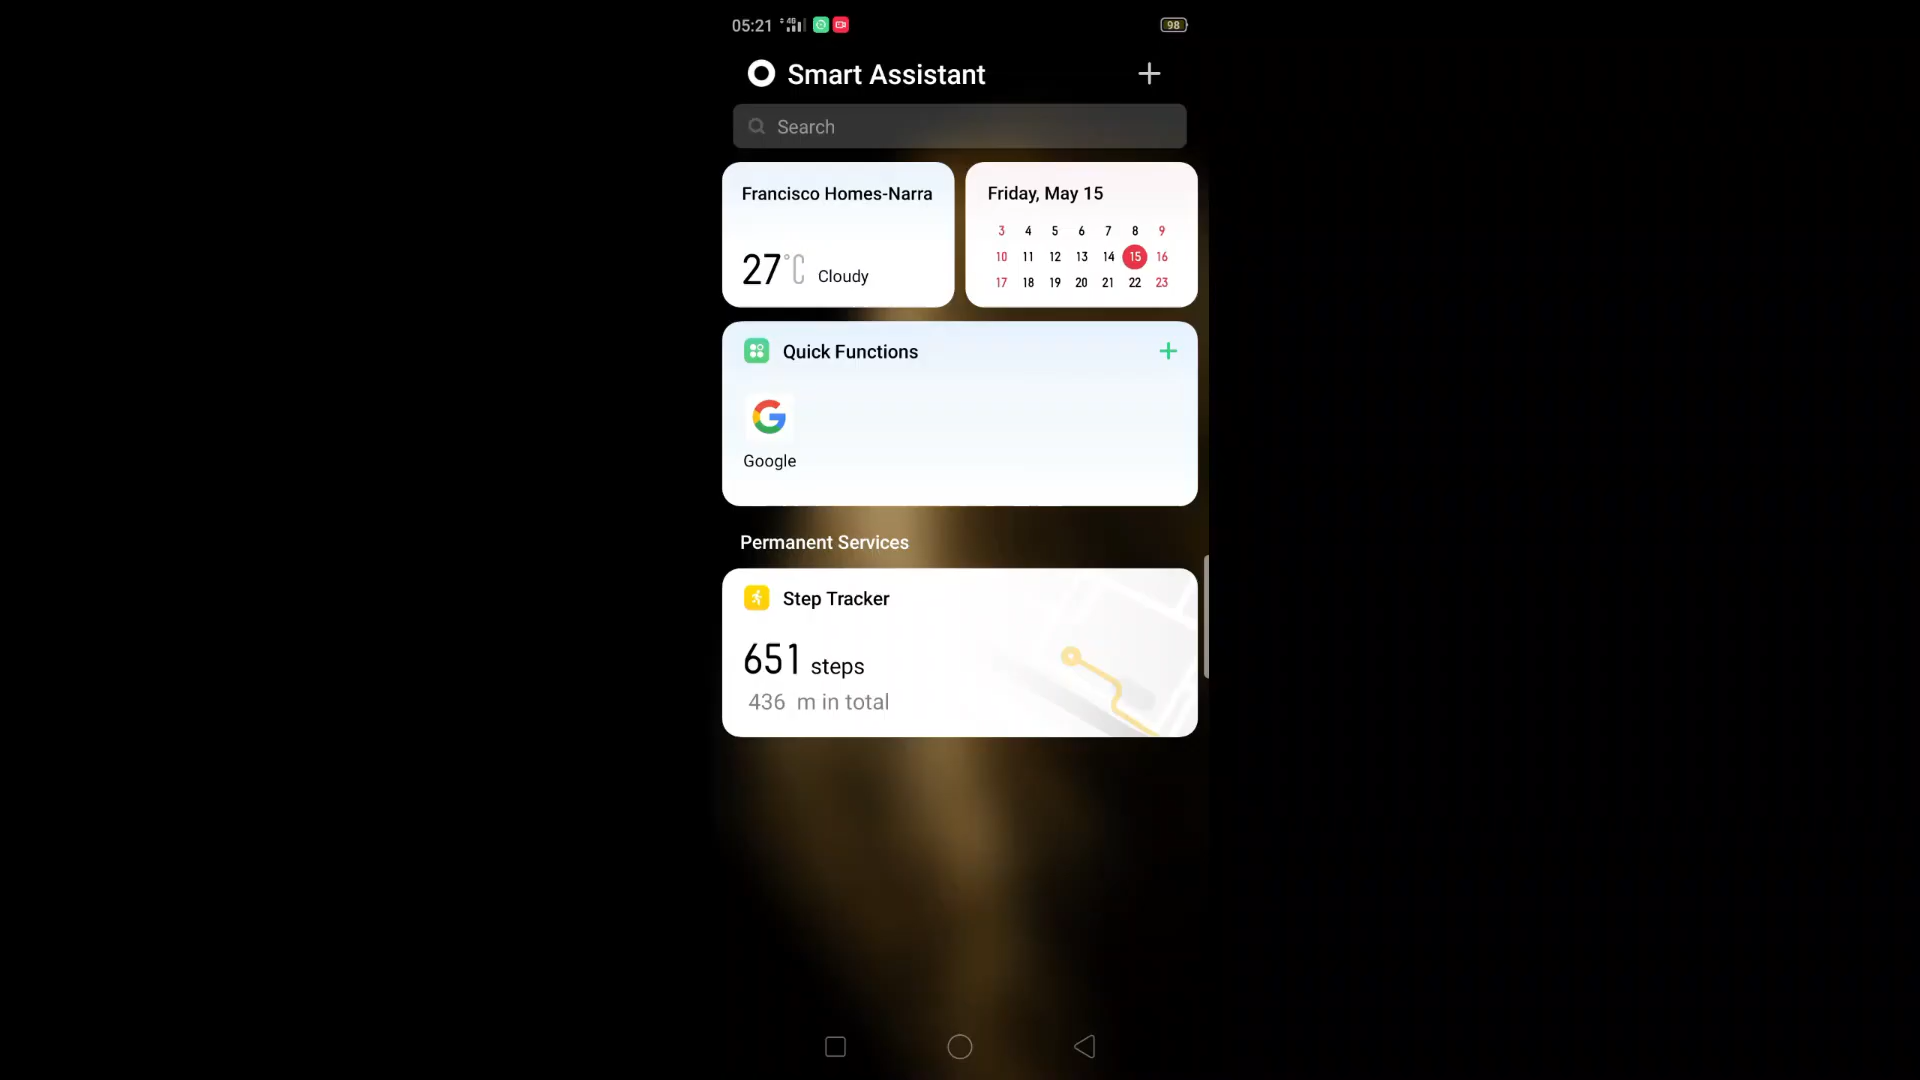 05:21 4G 98
Smart Assistant
Search
Francisco Homes-Narra
27°C Cloudy
Friday, May 15
3 4 5 6 7 8 9
10 11 12 13 14 15 16
17 18 19 20 21 22 23
Quick Functions
Google
Permanent Services
Step Tracker
651 steps
436 m in total